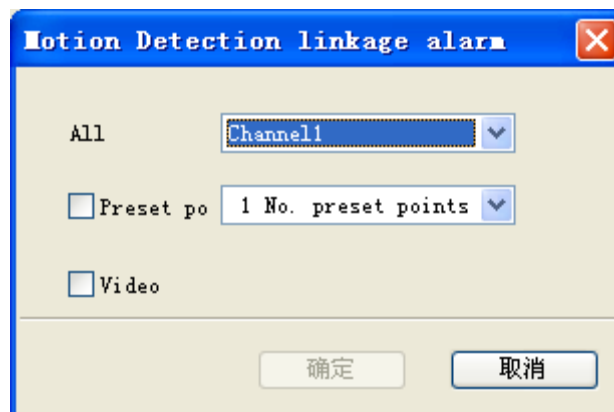 Motion Detection linkage alarm
All Channel1
Preset po 1 No. preset points
Video
确定 取消